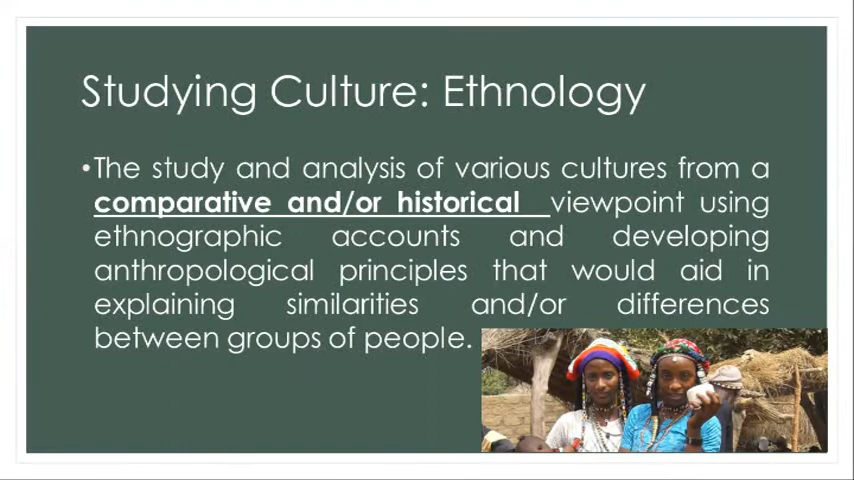 Studying Culture: Ethnology
•The study and analysis of various cultures from a
comparative and/or historical viewpoint using
ethnographic accounts and developing
anthropological principles that would aid in
explaining similarities and/or differences
between groups of people.